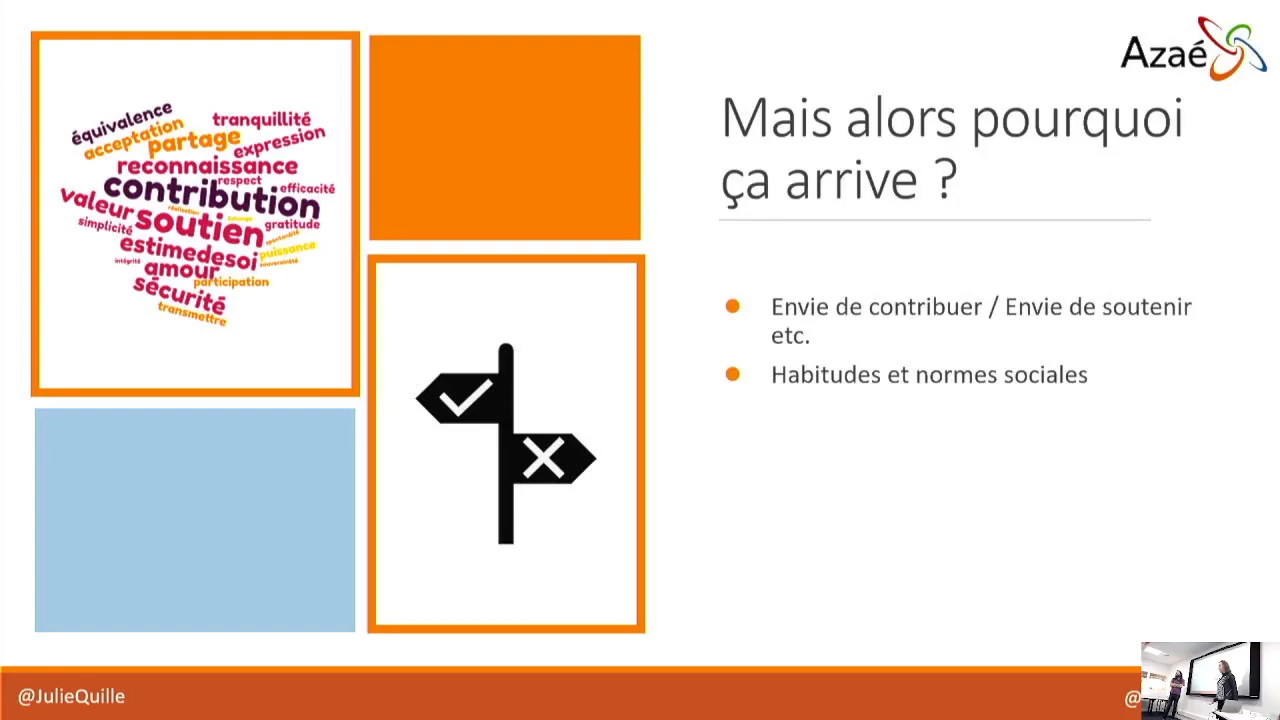 Azaé
Mais alors pourquoi
ça arrive ?
équivalence
tranquillité
acceptation
partage
expression
reconnaissance
respect
contribution
efficacité
valeur
soutien
simplicité
gratitude
estimedesoi
puissance
intégrité
amour
participation
sécurité
transmettre
Envie de contribuer / Envie de soutenir
etc.
Habitudes et normes sociales
@JulieQuille
@